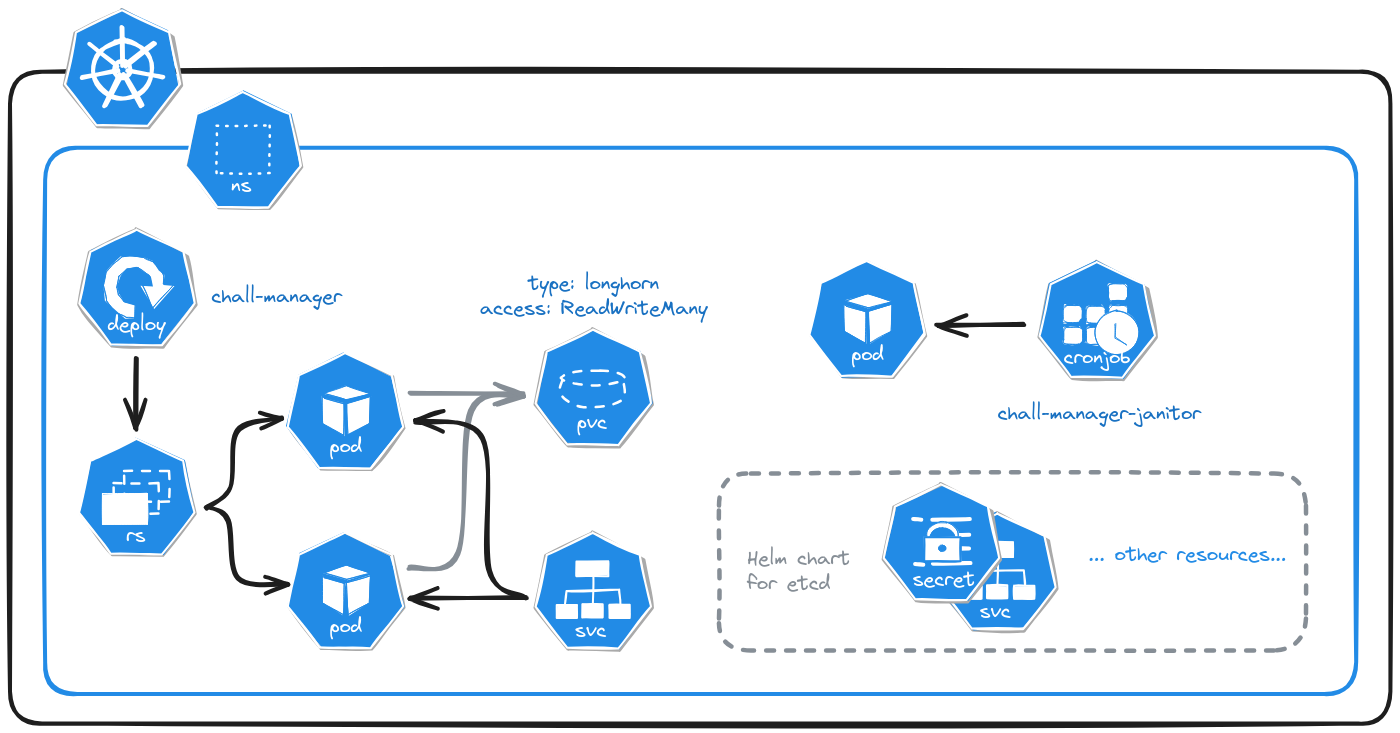 ns
deploy
chall-manager
type: longhorn
access: ReadWriteMany
pod
cronjob
pvc
pod
chall-manager-janitor
rs
pod
svc
Helm chart
for etcd
secret
svc
... other resources...